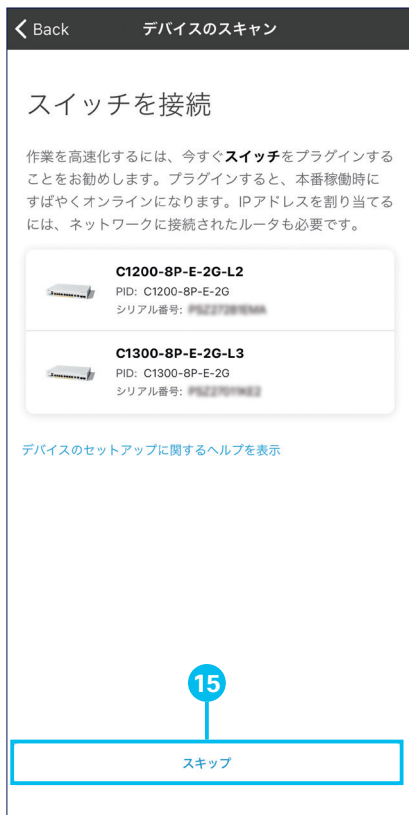 Back デバイスのスキャン
スイッチを接続
作業を高速化するには、今すぐスイッチをプラグインする
ことをお勧めします。プラグインすると、本番稼働時に
すばやくオンラインになります。IPアドレスを割り当てる
には、ネットワークに接続されたルータも必要です。
C1200-8P-E-2G-L2
PID: C1200-8P-E-2G
シリアル番号:
C1300-8P-E-2G-L3
PID: C1300-8P-E-2G
シリアル番号:
デバイスのセットアップに関するヘルプを表示
15
スキップ